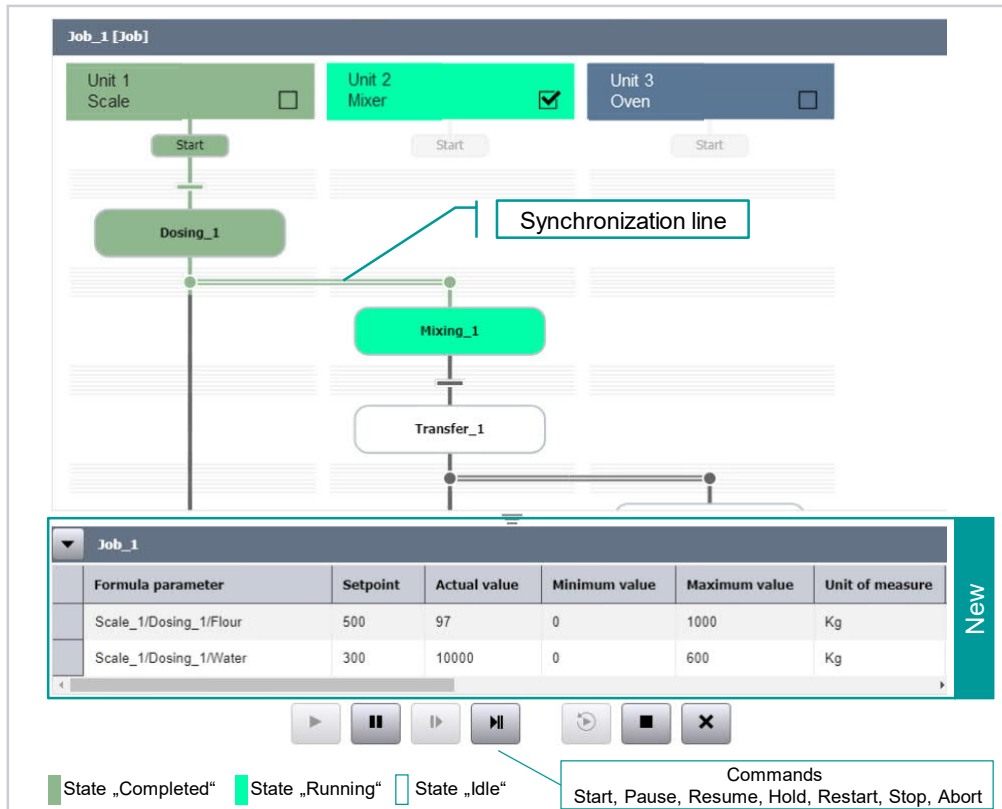 Job_1 [Job]
Unit 1
Scale
Unit 2
Mixer
Unit 3
Oven
Start
Start
Start
Dosing_1
Synchronization line
Mixing_1
Transfer_1
Job_1
Formula parameter Setpoint Actual value Minimum value Maximum value Unit of measure
Scale_1/Dosing_1/Flour 500 97 0 1000 Kg
Scale_1/Dosing_1/Water 300 10000 0 600 Kg
New
State „Completed“ State „Running“ State „Idle“
Commands
Start, Pause, Resume, Hold, Restart, Stop, Abort